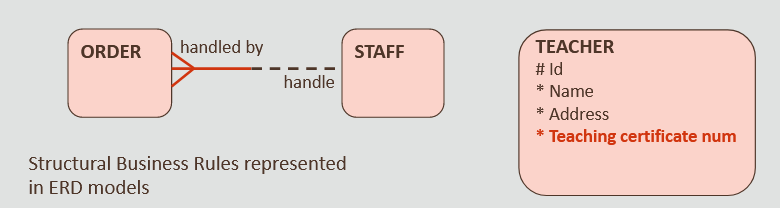 ORDER
handled by
handle
STAFF
TEACHER
# Id
* Name
* Address
* Teaching certificate num
Structural Business Rules represented
in ERD models